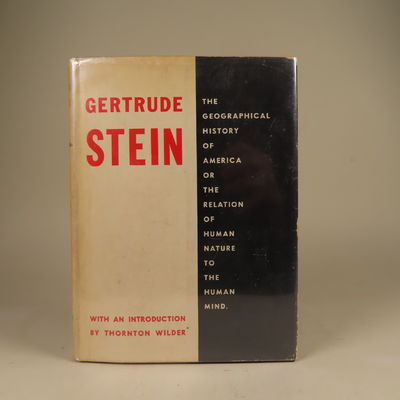 GERTRUDE
STEIN
WITH AN INTRODUCTION
BY THORNTON WILDER
THE
GEOGRAPHICAL
HISTORY
OF
AMERICA
OR
THE
RELATION
OF
HUMAN
NATURE
TO
THE
HUMAN
MIND.